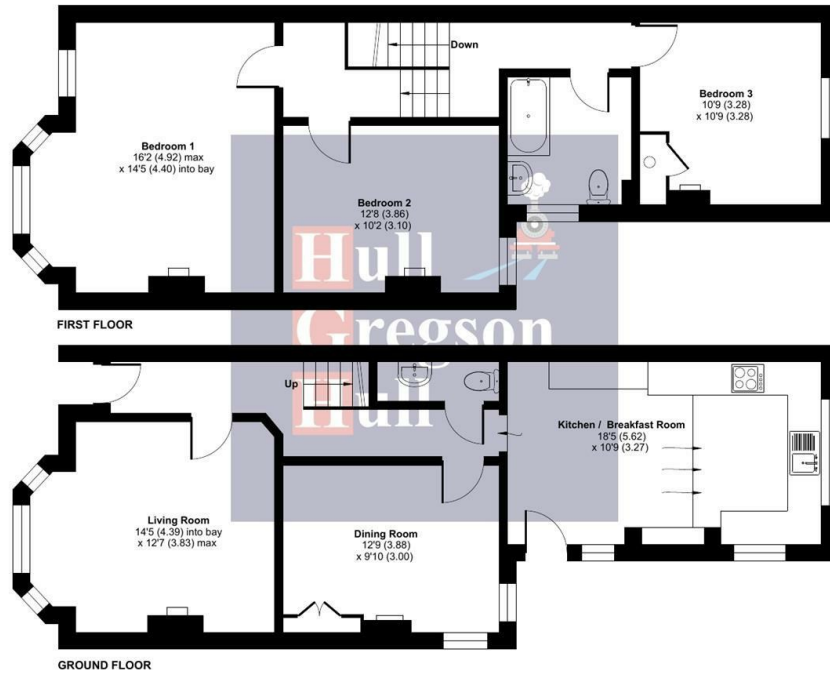 Down
Bedroom 3
10'9 (3.28)
x 10'9 (3.28)
Bedroom 1
16'2 (4.92) max
x 14'5 (4.40) into bay
Bedroom 2
12'8 (3.86)
x 10'2 (3.10)
Hull
FIRST FLOOR
Gregson
Up
Hull
Kitchen / Breakfast Room
18'5 (5.62)
x 10'9 (3.27)
Living Room
14'5 (4.39) into bay
x 12'7 (3.83) max
Dining Room
12'9 (3.88)
x 9'10 (3.00)
GROUND FLOOR